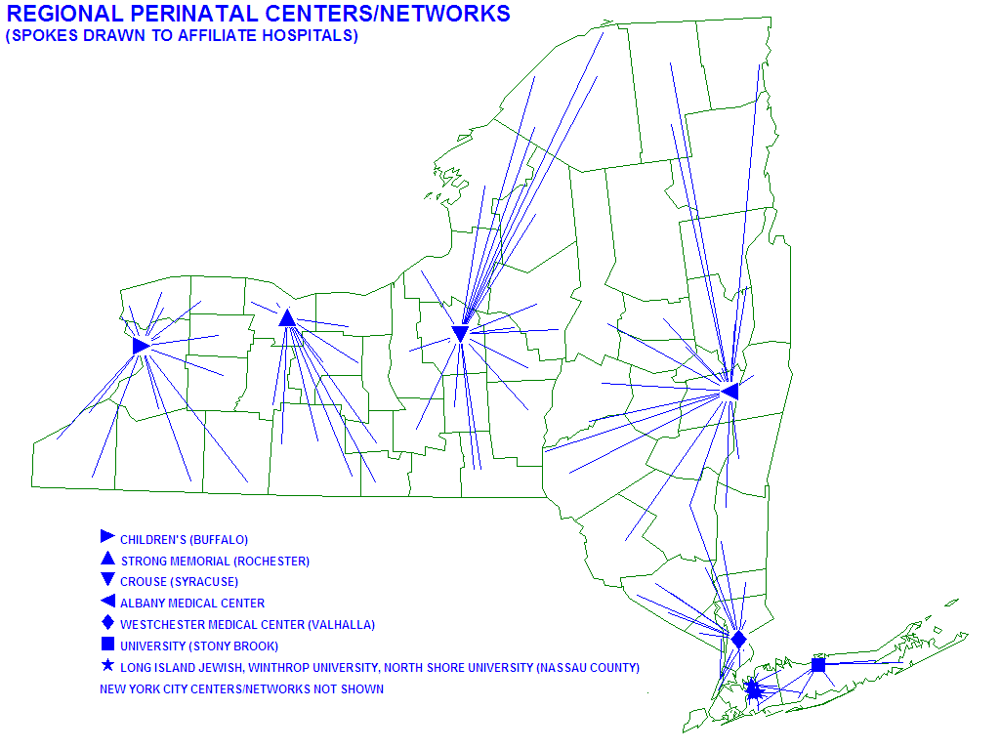 REGIONAL PERINATAL CENTERS/NETWORKS
(SPOKES DRAWN TO AFFILIATE HOSPITALS)
CHILDREN'S (BUFFALO)
STRONG MEMORIAL (ROCHESTER)
CROUSE (SYRACUSE)
ALBANY MEDICAL CENTER
WESTCHESTER MEDICAL CENTER (VALHALLA)
UNIVERSITY (STONY BROOK)
LONG ISLAND JEWISH, WINTHROP UNIVERSITY, NORTH SHORE UNIVERSITY (NASSAU COUNTY)
NEW YORK CITY CENTERS/NETWORKS NOT SHOWN